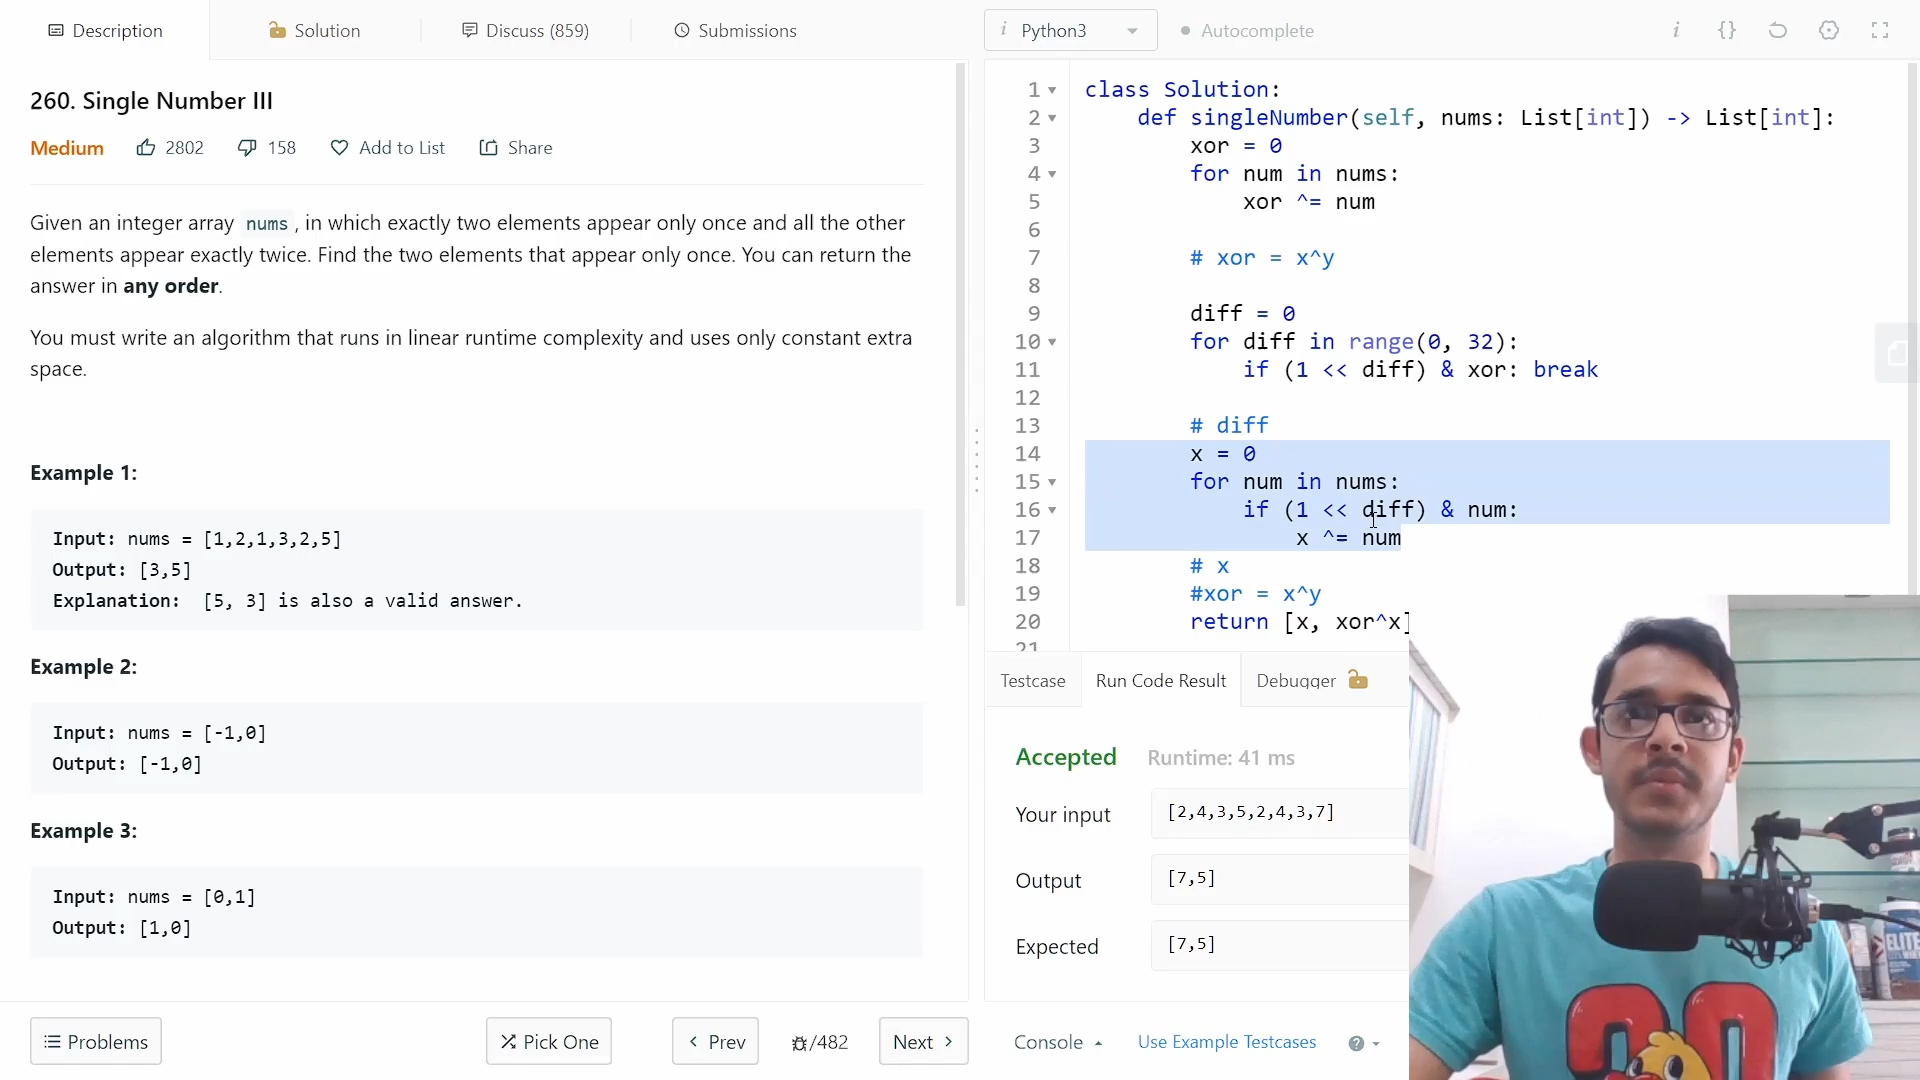 Description
Solution
Discuss (859)
Submissions
i Python3
Autocomplete
i {}
260. Single Number III
Medium 2802 158 Add to List Share
Given an integer array nums , in which exactly two elements appear only once and all the other
elements appear exactly twice. Find the two elements that appear only once. You can return the
answer in any order.
You must write an algorithm that runs in linear runtime complexity and uses only constant extra
space.
Example 1:
Input: nums = [1,2,1,3,2,5]
Output: [3,5]
Explanation:  [5, 3] is also a valid answer.
Example 2:
Input: nums = [-1,0]
Output: [-1,0]
Example 3:
Input: nums = [0,1]
Output: [1,0]
Problems
Pick One
Prev
/482
Next
1 class Solution:
2 def singleNumber(self, nums: List[int]) -> List[int]:
3 xor = 0
4 for num in nums:
5 xor ^= num
6
7 # xor = x^y
8
9 diff = 0
10 for diff in range(0, 32):
11 if (1 << diff) & xor: break
12
13 # diff
14 x = 0
15 for num in nums:
16 if (1 << diff) & num:
17 x ^= num
18 # x
19 #xor = x^y
20 return [x, xor^x]
21
Testcase
Run Code Result
Debugger
Accepted Runtime: 41 ms
Your input [2,4,3,5,2,4,3,7]
Output [7,5]
Expected [7,5]
Console
Use Example Testcases
?
ELITE